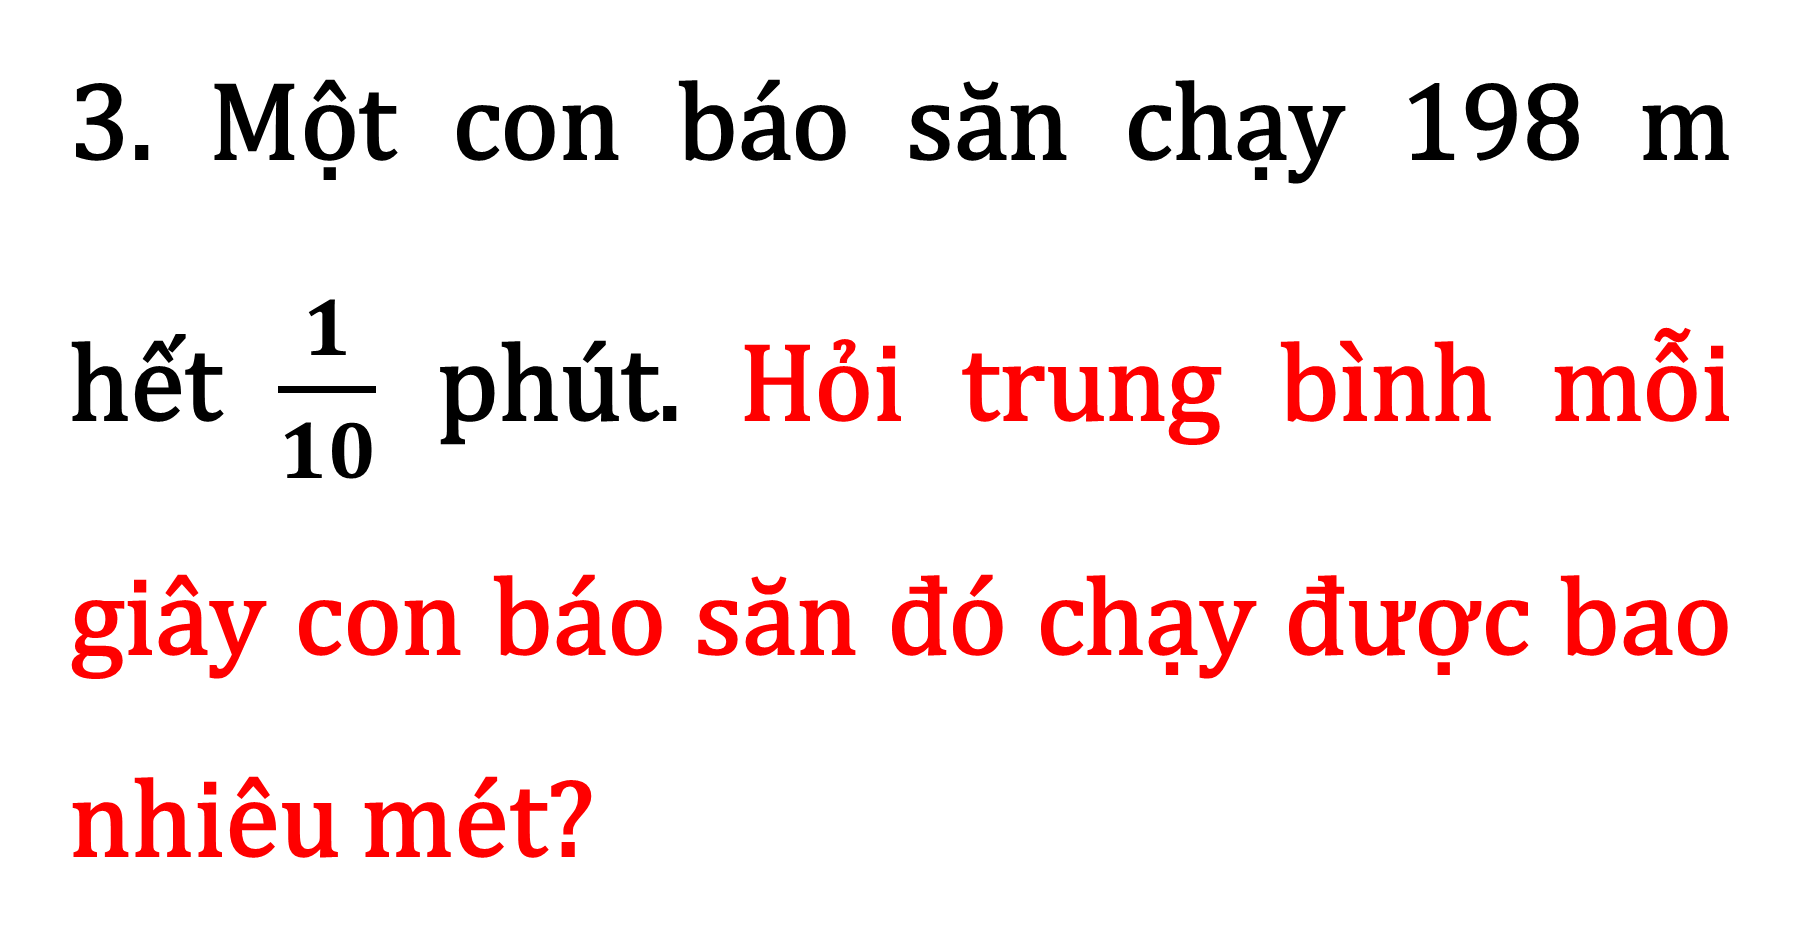 3. Một con báo săn chạy 198 m
hết 1/10 phút. Hỏi trung bình mỗi
giây con báo săn đó chạy được bao
nhiêu mét?